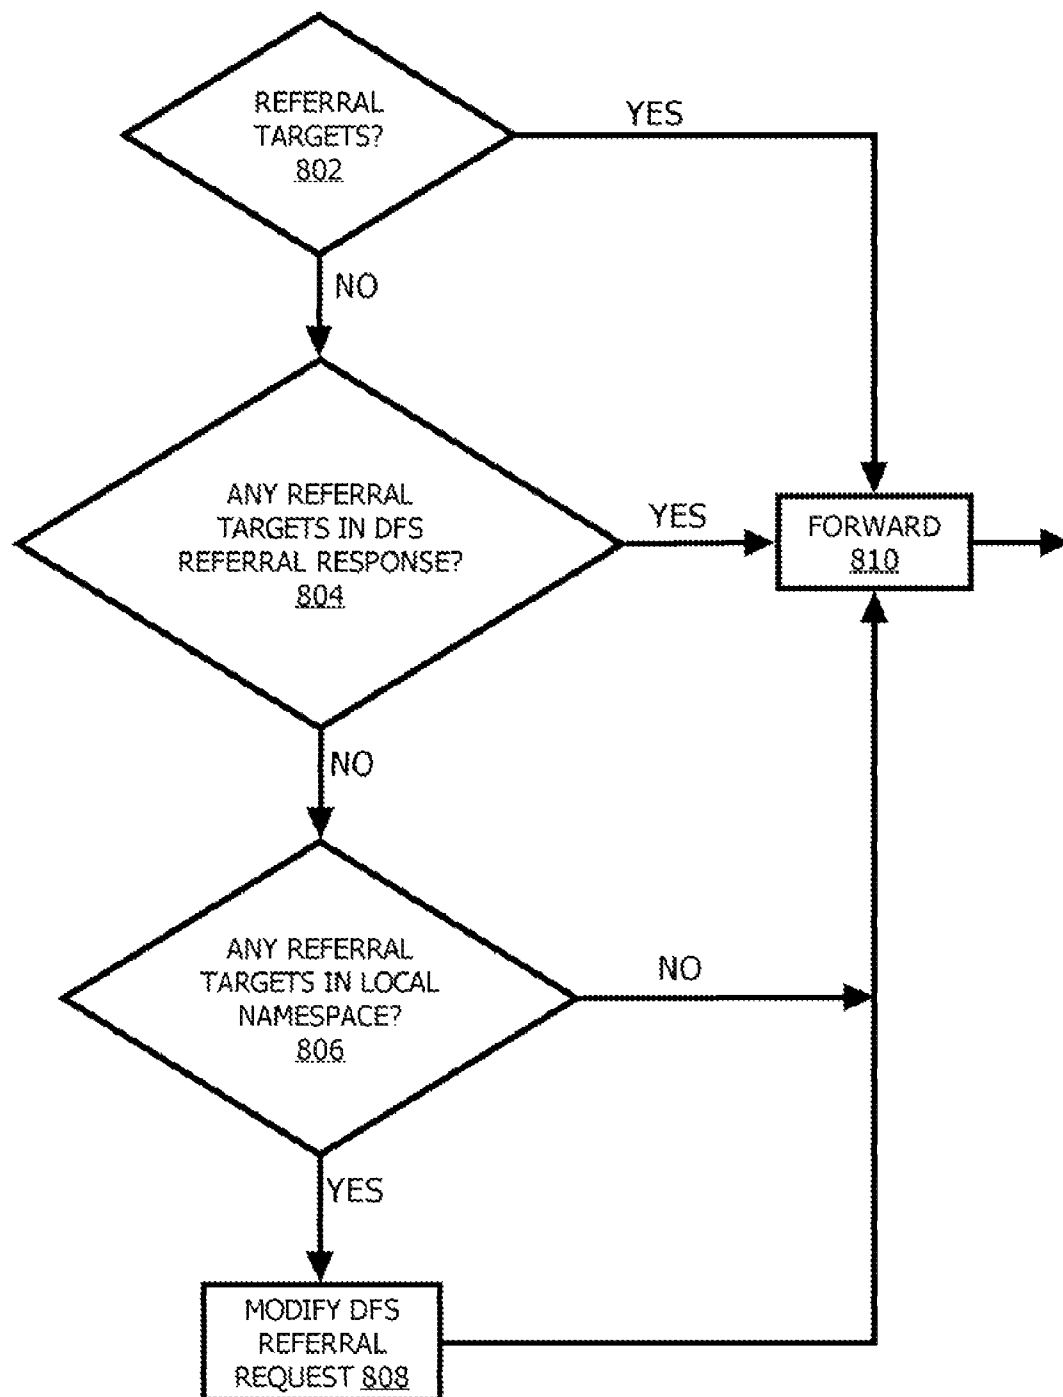 REFERRAL
TARGETS?
802
YES
NO
ANY REFERRAL
TARGETS IN DFS
REFERRAL RESPONSE?
804
YES
FORWARD
810
NO
ANY REFERRAL
TARGETS IN LOCAL
NAMESPACE?
806
NO
YES
MODIFY DFS
REFERRAL
REQUEST 808